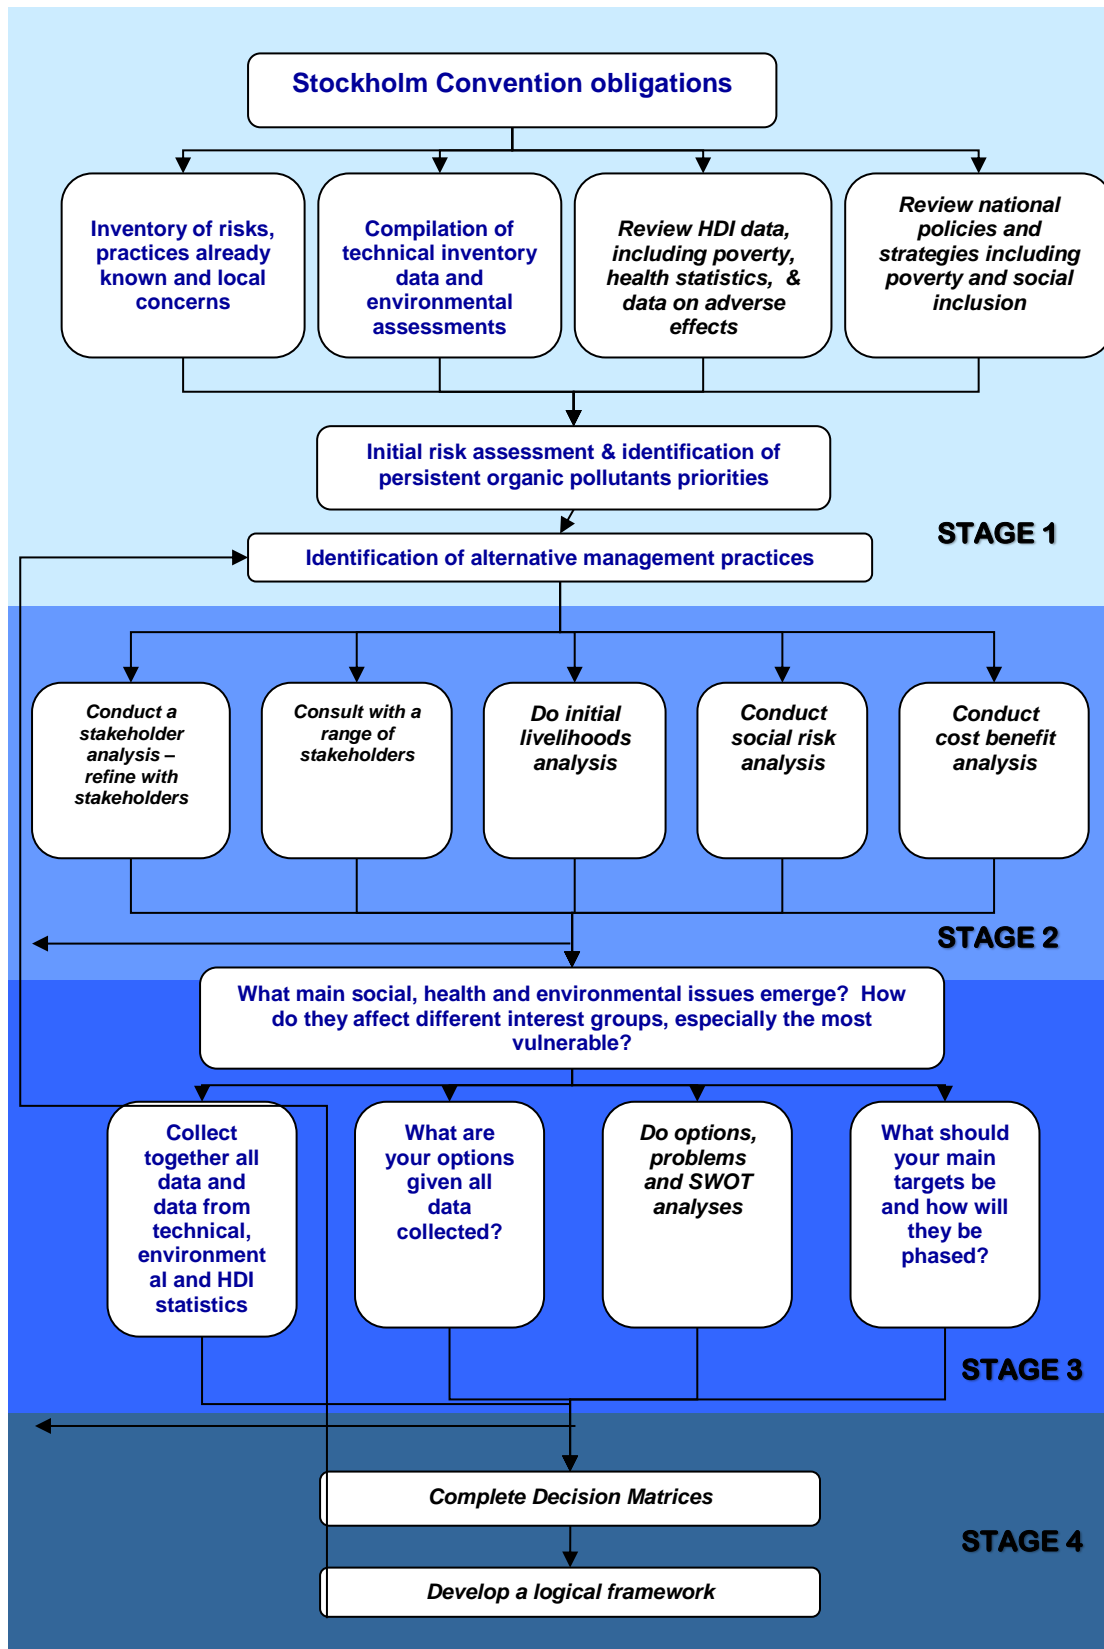 Stockholm Convention obligations
Inventory of risks,
practices already
known and local
concerns
Compilation of
technical inventory
data and
environmental
assessments
Review HDI data,
including poverty,
health statistics, &
data on adverse
effects
Review national
policies and
strategies including
poverty and social
inclusion
Initial risk assessment & identification of
persistent organic pollutants priorities
STAGE 1
Identification of alternative management practices
Conduct a
stakeholder
analysis –
refine with
stakeholders
Consult with a
range of
stakeholders
Do initial
livelihoods
analysis
Conduct
social risk
analysis
Conduct
cost benefit
analysis
STAGE 2
What main social, health and environmental issues emerge? How
do they affect different interest groups, especially the most
vulnerable?
Collect
together all
data and
data from
technical,
environment
al and HDI
statistics
What are
your options
given all
data
collected?
Do options,
problems
and SWOT
analyses
What should
your main
targets be
and how will
they be
phased?
STAGE 3
Complete Decision Matrices
STAGE 4
Develop a logical framework